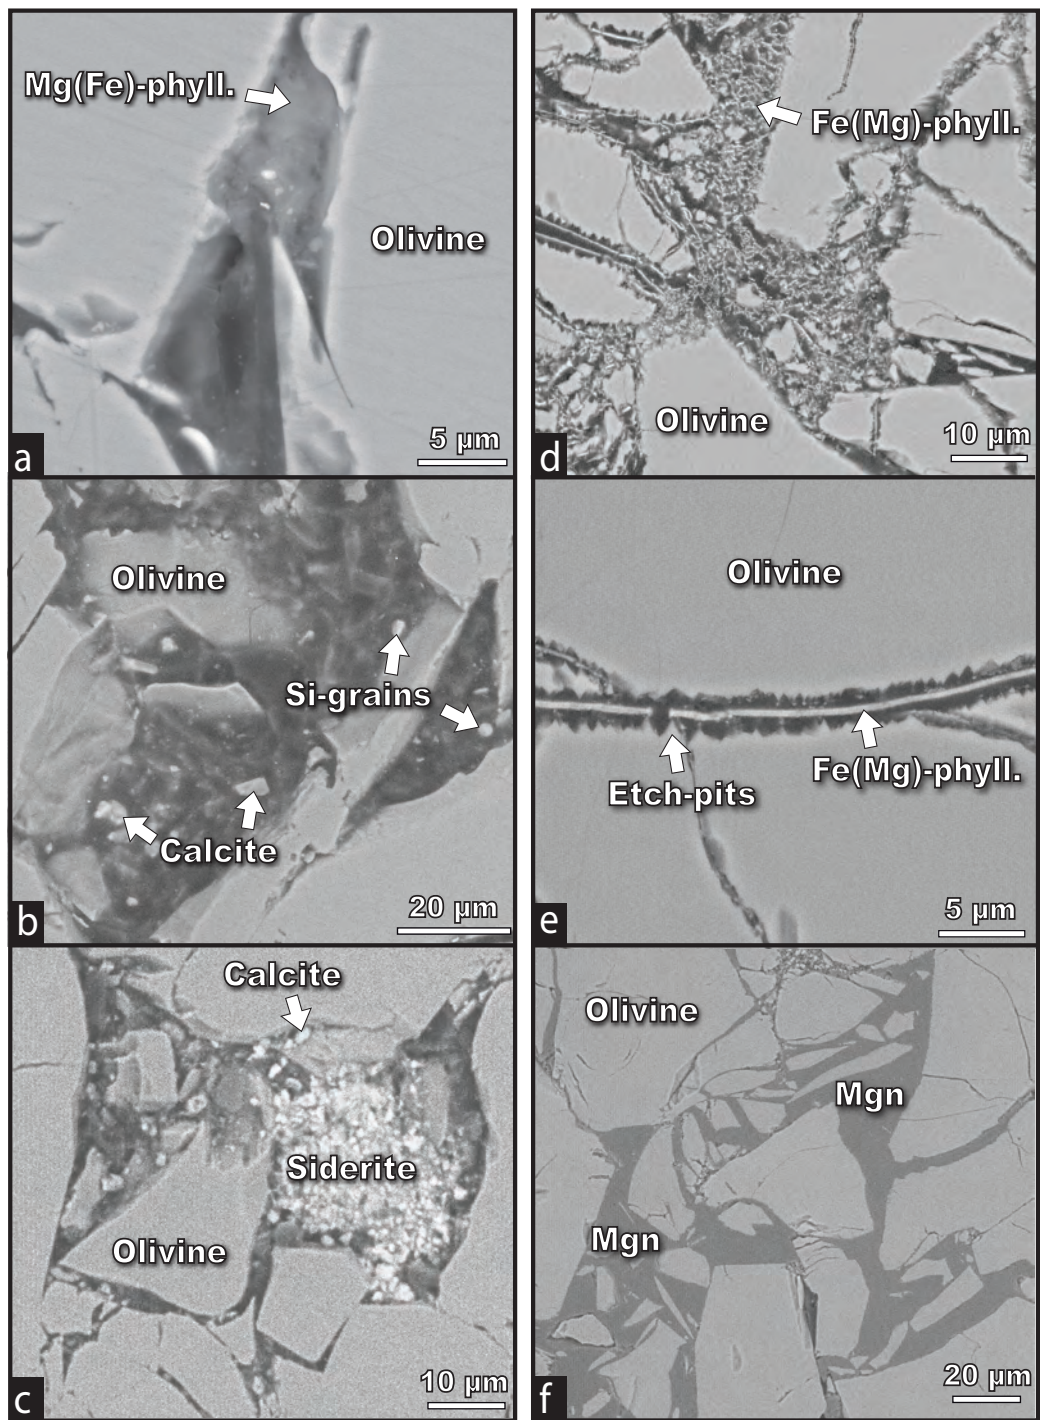 Mg(Fe)-phyll.
Olivine
5 µm
a
Olivine
Si-grains
Calcite
20 µm
b
Calcite
Siderite
Olivine
10 µm
c
Fe(Mg)-phyll.
Olivine
10 µm
d
Olivine
Fe(Mg)-phyll.
Etch-pits
5 µm
e
Olivine
Mgn
Mgn
20 µm
f